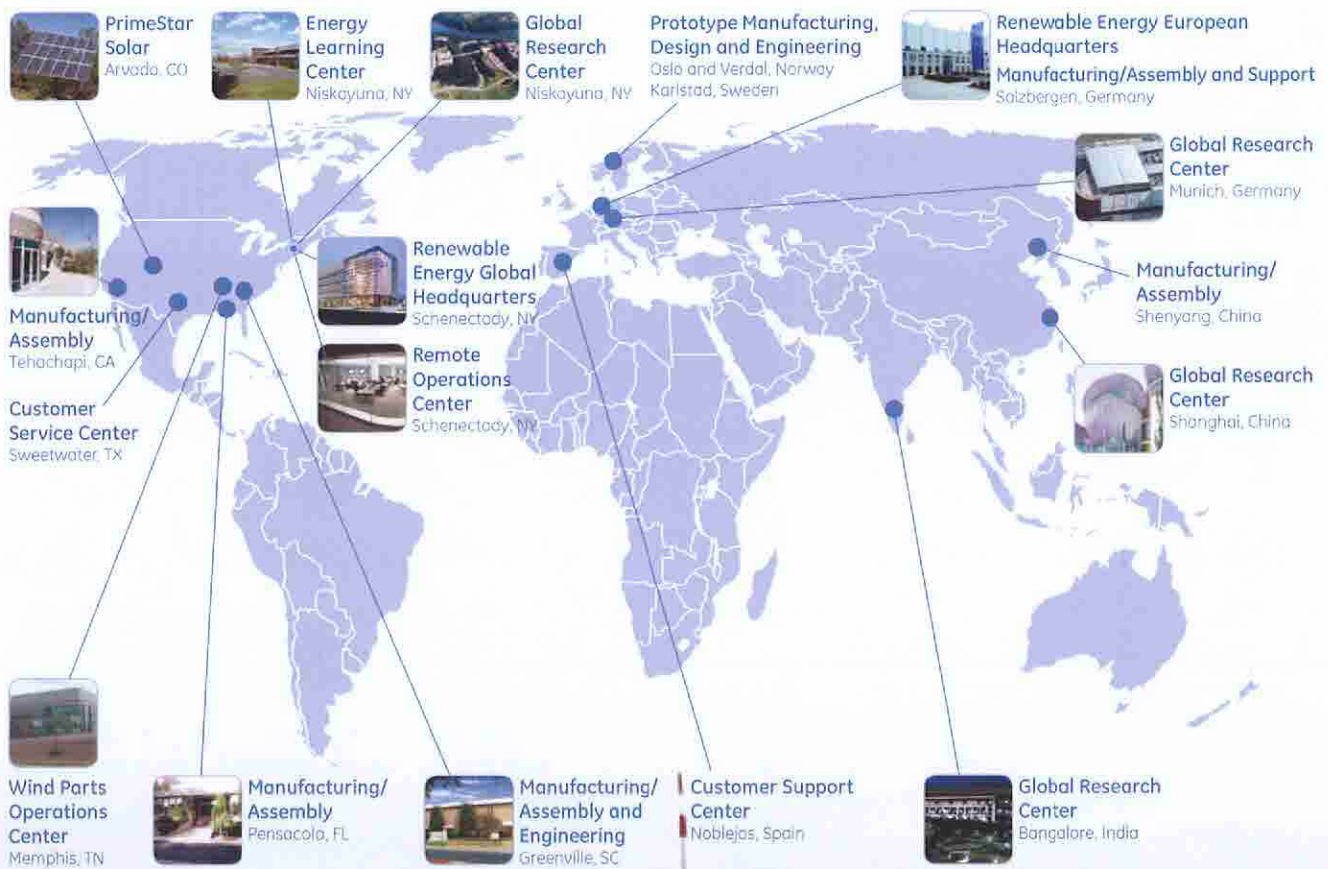 PrimeStar
Solar
Arvada, CO
Energy
Learning
Center
Niskayuna, NY
Global
Research
Center
Niskayuna, NY
Prototype Manufacturing,
Design and Engineering
Oslo and Verdal, Norway
Karlstad, Sweden
Renewable Energy European
Headquarters
Manufacturing/Assembly and Support
Salzbergen, Germany
Global Research
Center
Munich, Germany
Manufacturing/
Assembly
Tehachapi, CA
Renewable
Energy Global
Headquarters
Schenectady, NY
Manufacturing/
Assembly
Shenyang, China
Customer
Service Center
Sweetwater, TX
Remote
Operations
Center
Schenectady, NY
Global Research
Center
Shanghai, China
Wind Parts
Operations
Center
Memphis, TN
Manufacturing/
Assembly
Pensacola, FL
Manufacturing/
Assembly and
Engineering
Greenville, SC
Customer Support
Center
Noblejas, Spain
Global Research
Center
Bangalore, India